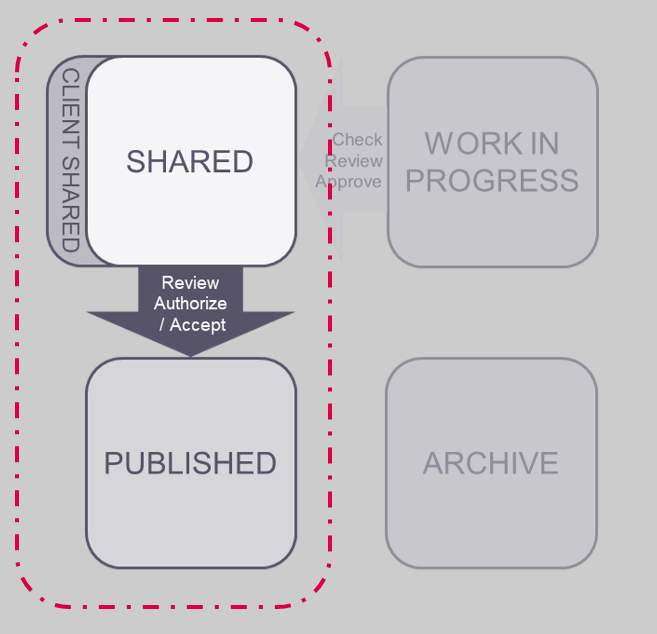 CLIENT SHARED
SHARED
Check
Review
Approve
WORK IN
PROGRESS
Review
Authorize
/ Accept
PUBLISHED
ARCHIVE